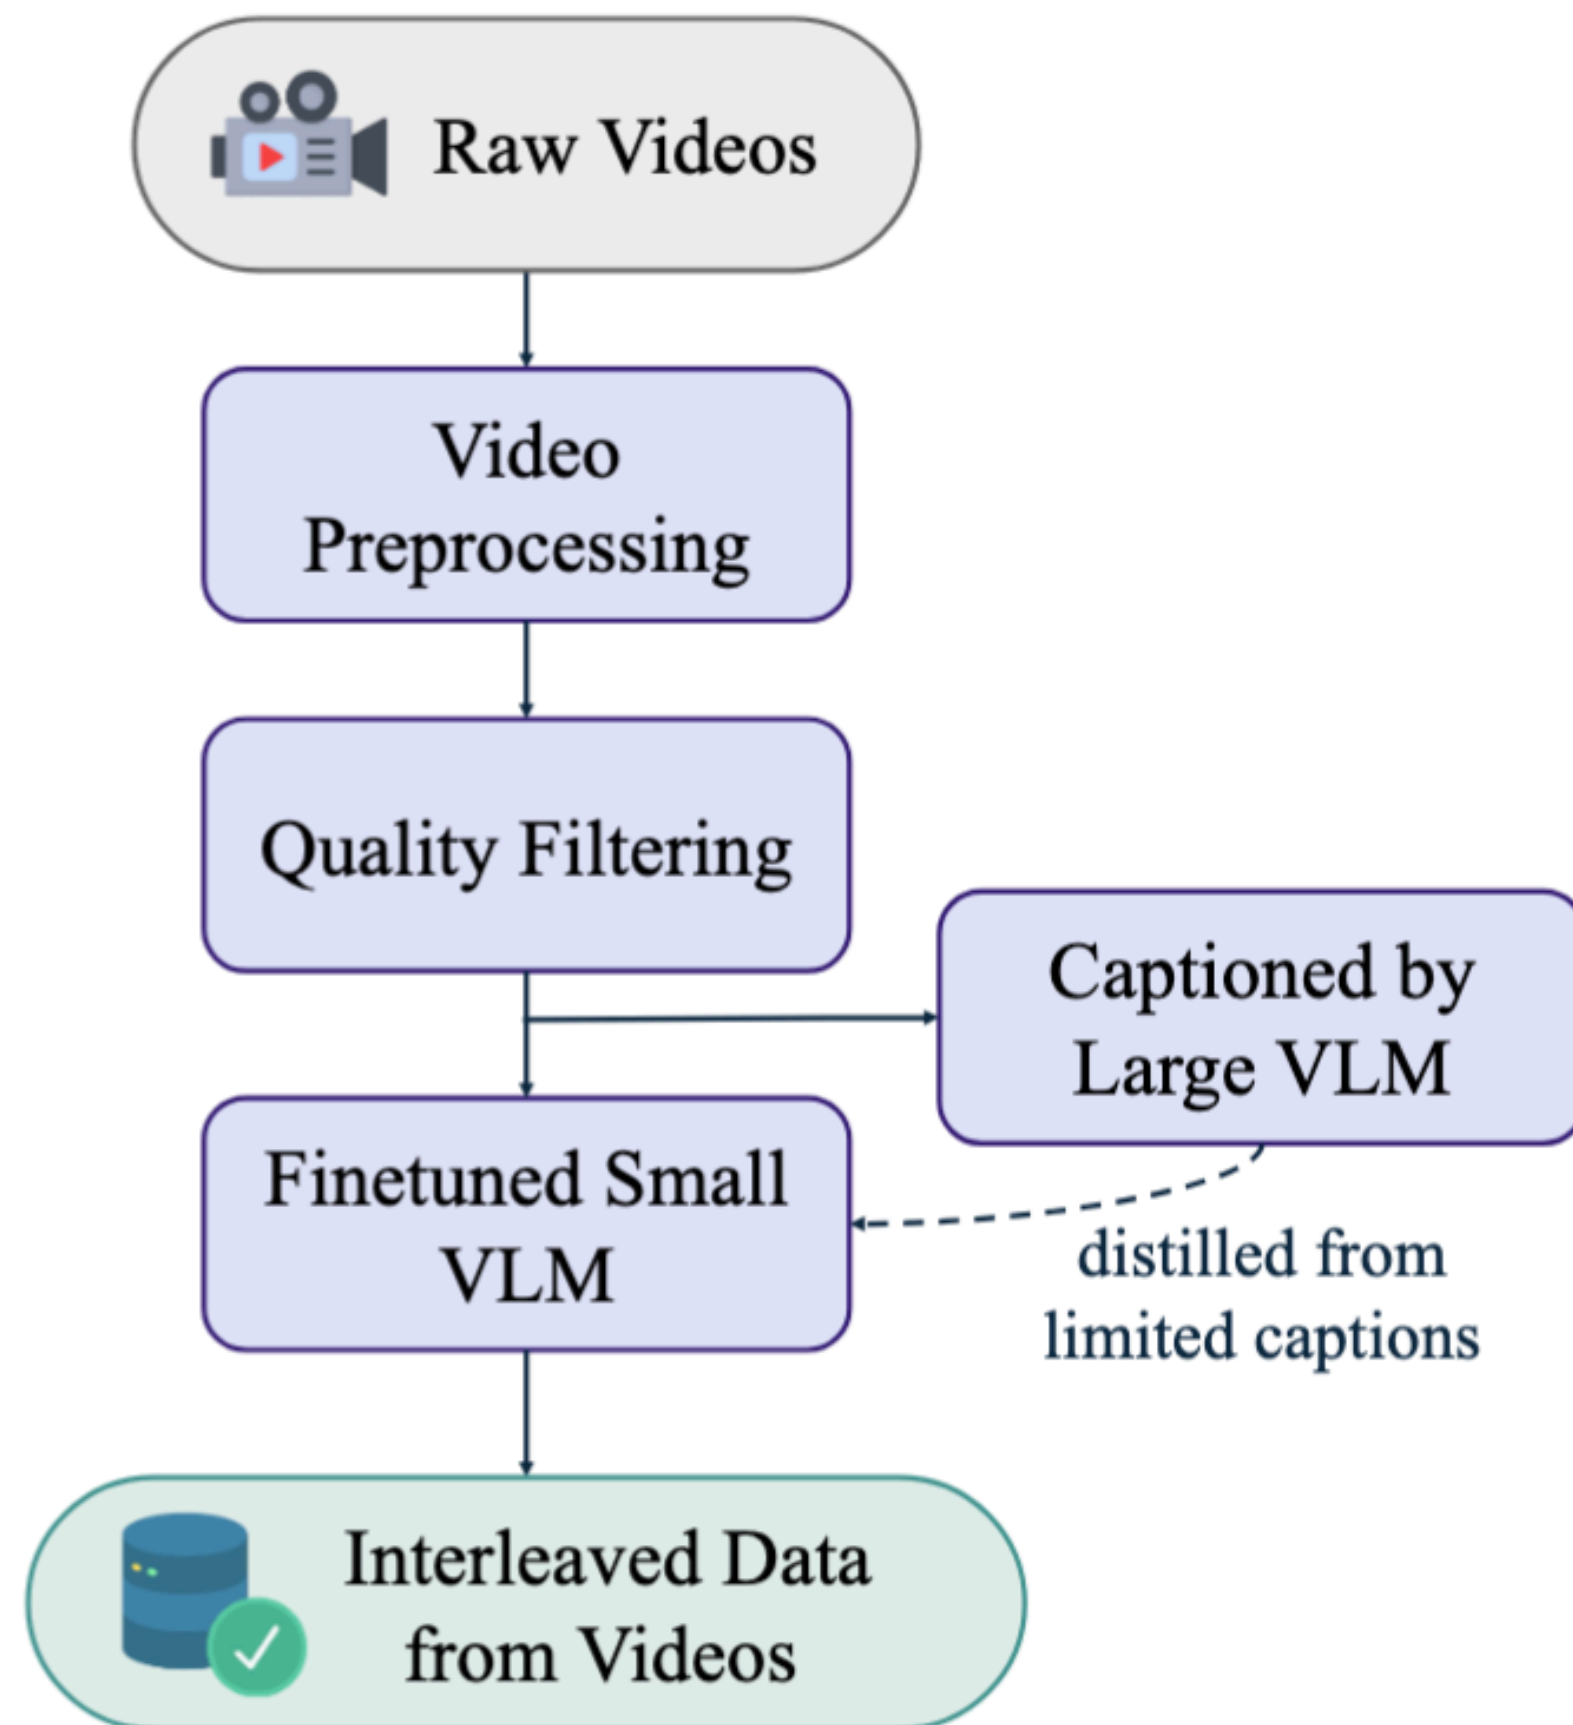 Raw Videos
Video
Preprocessing
Quality Filtering
Captioned by
Large VLM
Finetuned Small
VLM
distilled from
limited captions
Interleaved Data
from Videos